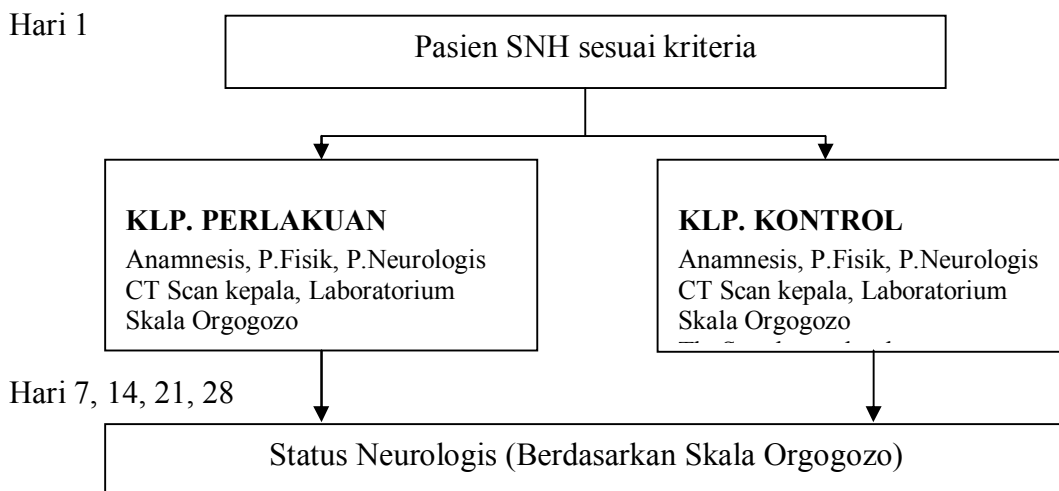 Hari 1
Pasien SNH sesuai kriteria
KLP. PERLAKUAN
Anamnesis, P.Fisik, P.Neurologis
CT Scan kepala, Laboratorium
Skala Orgogozo
KLP. KONTROL
Anamnesis, P.Fisik, P.Neurologis
CT Scan kepala, Laboratorium
Skala Orgogozo
Hari 7, 14, 21, 28
Status Neurologis (Berdasarkan Skala Orgogozo)